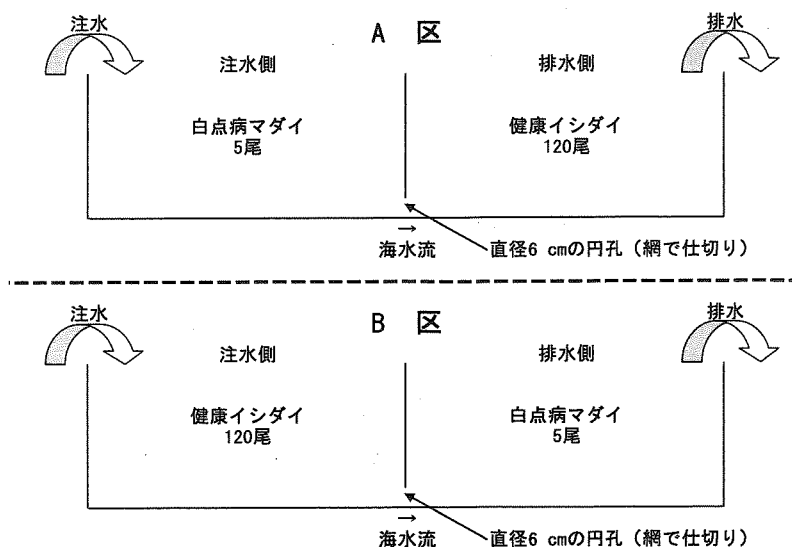 A 区
注水
排水
注水側
排水側
白点病マダイ
5尾
健康イシダイ
120尾
→
海水流
直径6 cmの円孔（網で仕切り）
B 区
注水
排水
注水側
排水側
健康イシダイ
120尾
白点病マダイ
5尾
→
海水流
直径6 cmの円孔（網で仕切り）